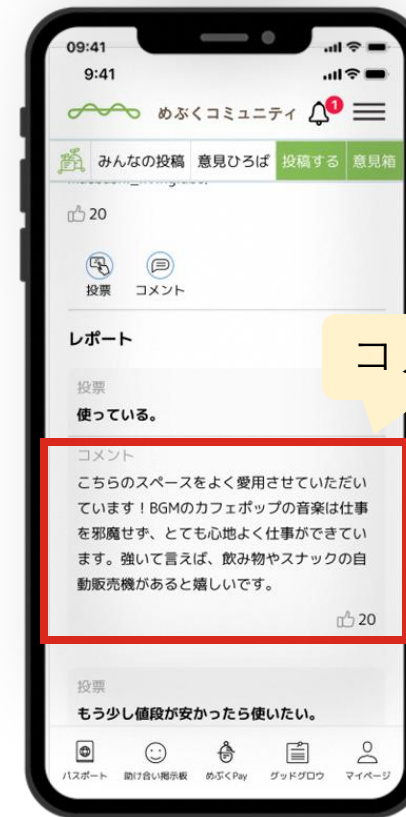 09:41
9:41
めぶくコミュニティ
1
みんなの投稿 意見ひろば 投稿する 意見箱
20
投票 コメント
レポート
コ
投票
使っている。
コメント
こちらのスペースをよく愛用させていただい
ています！BGMのカフェポップの音楽は仕事
を邪魔せず、とても心地よく仕事ができてい
ます。強いて言えば、飲み物やスナックの自
動販売機があると嬉しいです。
20
投票
もう少し値段が安かったら使いたい。
パスポート 助け合い掲示板 めぶくPay グッドグロウ マイページ